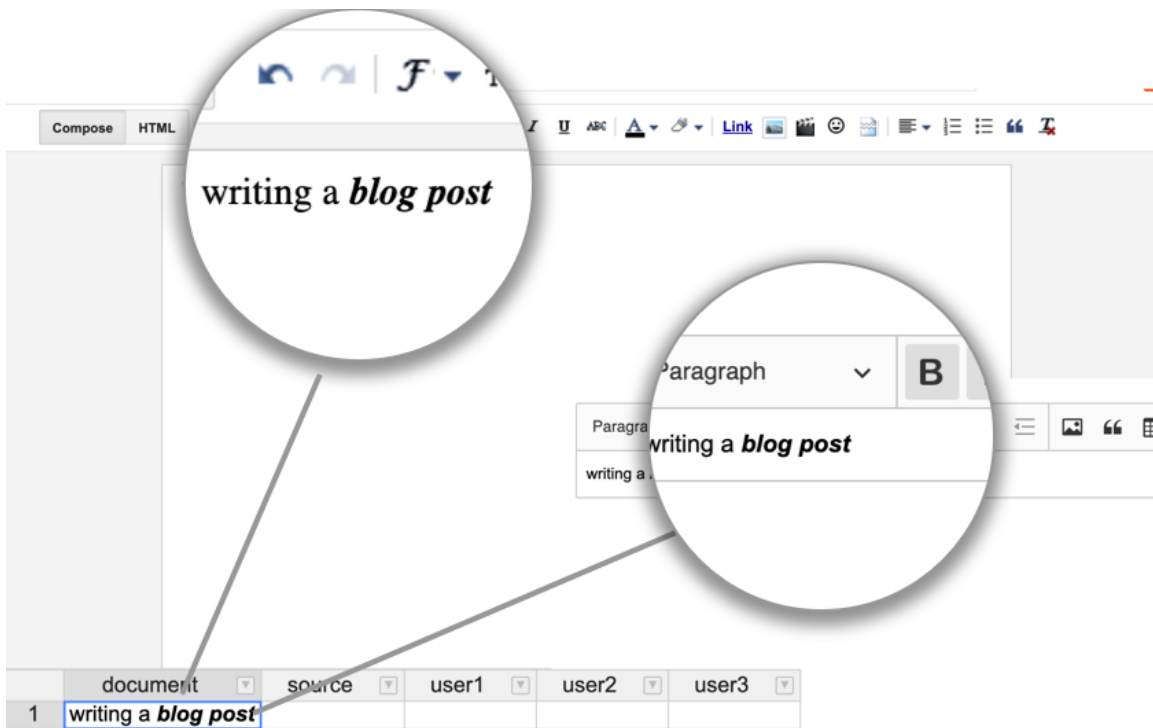 Compose HTML
F T
I U ABC A Link T
writing a blog post
Paragraph B
Paragra
writing a blog post
writing a
document source user1 user2 user3
1 writing a blog post